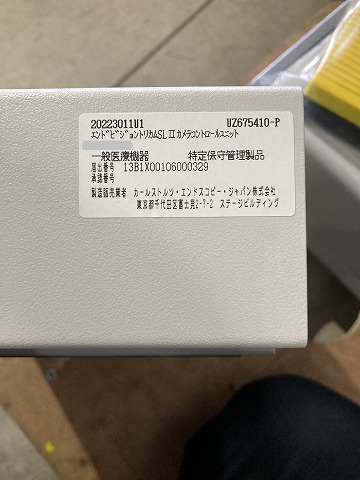 20223011U1 UZ675410-P
エンドビジョントリカムSLⅡカメラコントロールユニット
一般医療機器 特定保守管理製品
届出番号 13B1X00106000329
承認番号
製造販売業者 カールストルツ・エンドスコピー・ジャパン株式会社
東京都千代田区富士見2-7-2 ステージビルディング